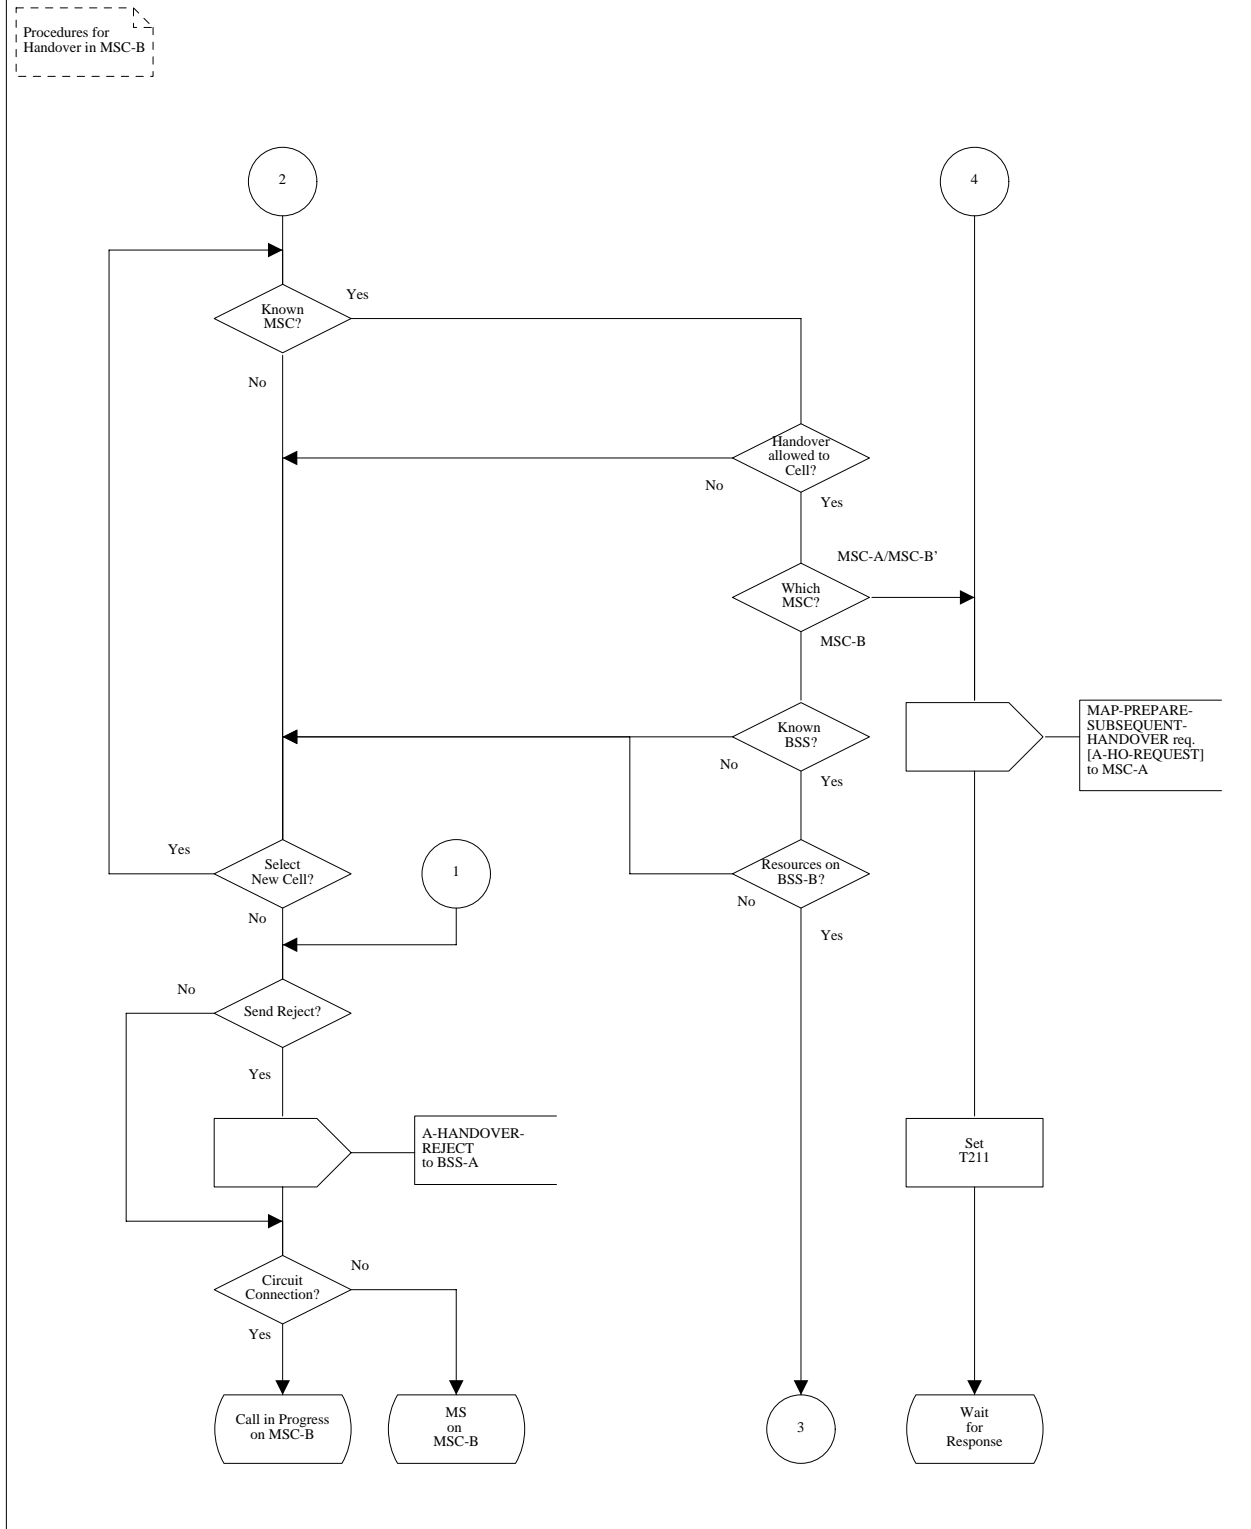 Procedures for
Handover in MSC-B
2
4
Yes
Known
MSC?
No
Handover
allowed to
Cell?
No
Yes
MSC-A/MSC-B’
Which
MSC?
MSC-B
MAP-PREPARE-
SUBSEQUENT-
HANDOVER req.
[A-HO-REQUEST]
to MSC-A
Known
BSS?
No
Yes
Yes
Select
New Cell?
1
Resources on
BSS-B?
No
No
Yes
No
Send Reject?
Yes
A-HANDOVER-
REJECT
to BSS-A
Set
T211
No
Circuit
Connection?
Yes
Call in Progress
on MSC-B
MS
on
MSC-B
3
Wait
for
Response